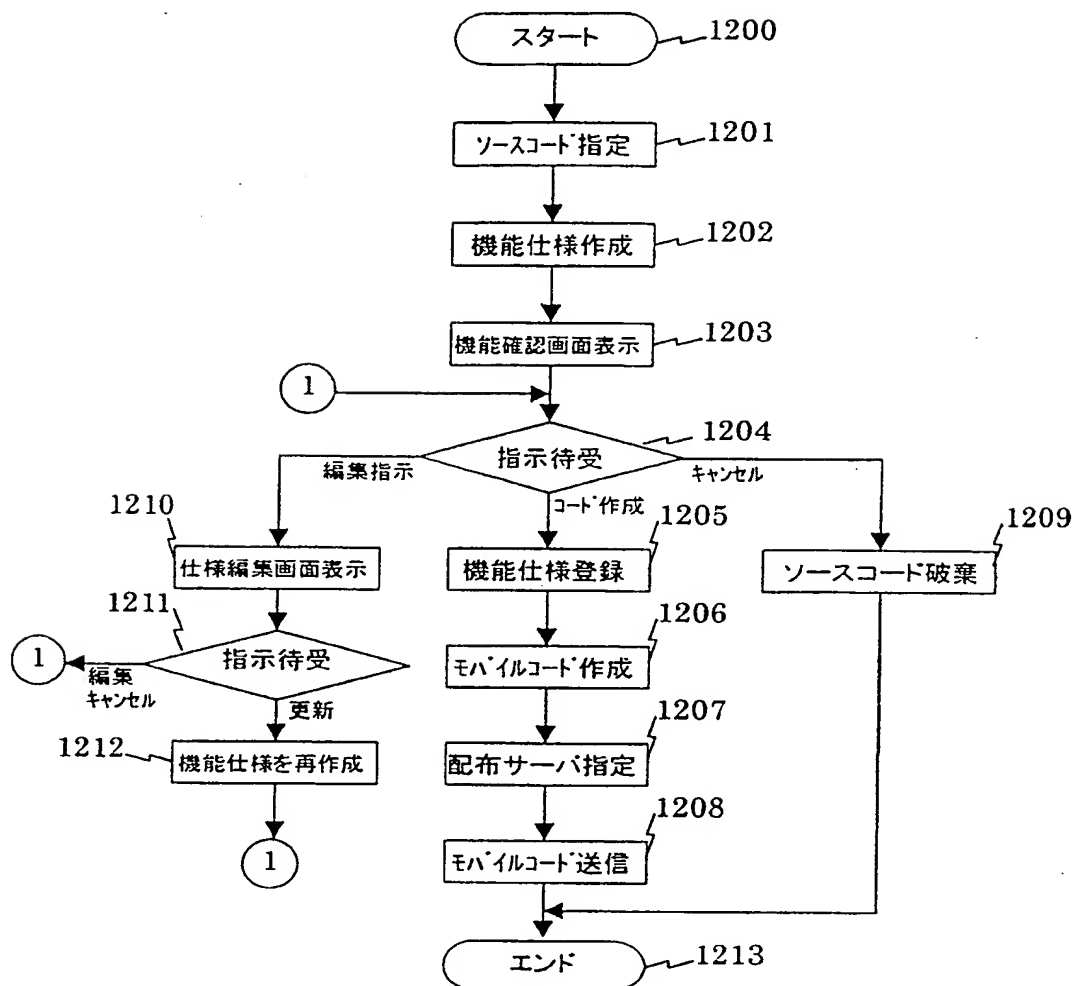 スタート
1200
ソースコード指定
1201
機能仕様作成
1202
機能確認画面表示
1203
1
指示待受
1204
編集指示
コード作成
キャンセル
1210
仕様編集画面表示
1205
機能仕様登録
1209
ソースコード破棄
1211
指示待受
1
編集
キャンセル
更新
1206
モバイルコード作成
1212
機能仕様を再作成
1207
配布サーバ指定
1
1208
モバイルコード送信
エンド
1213